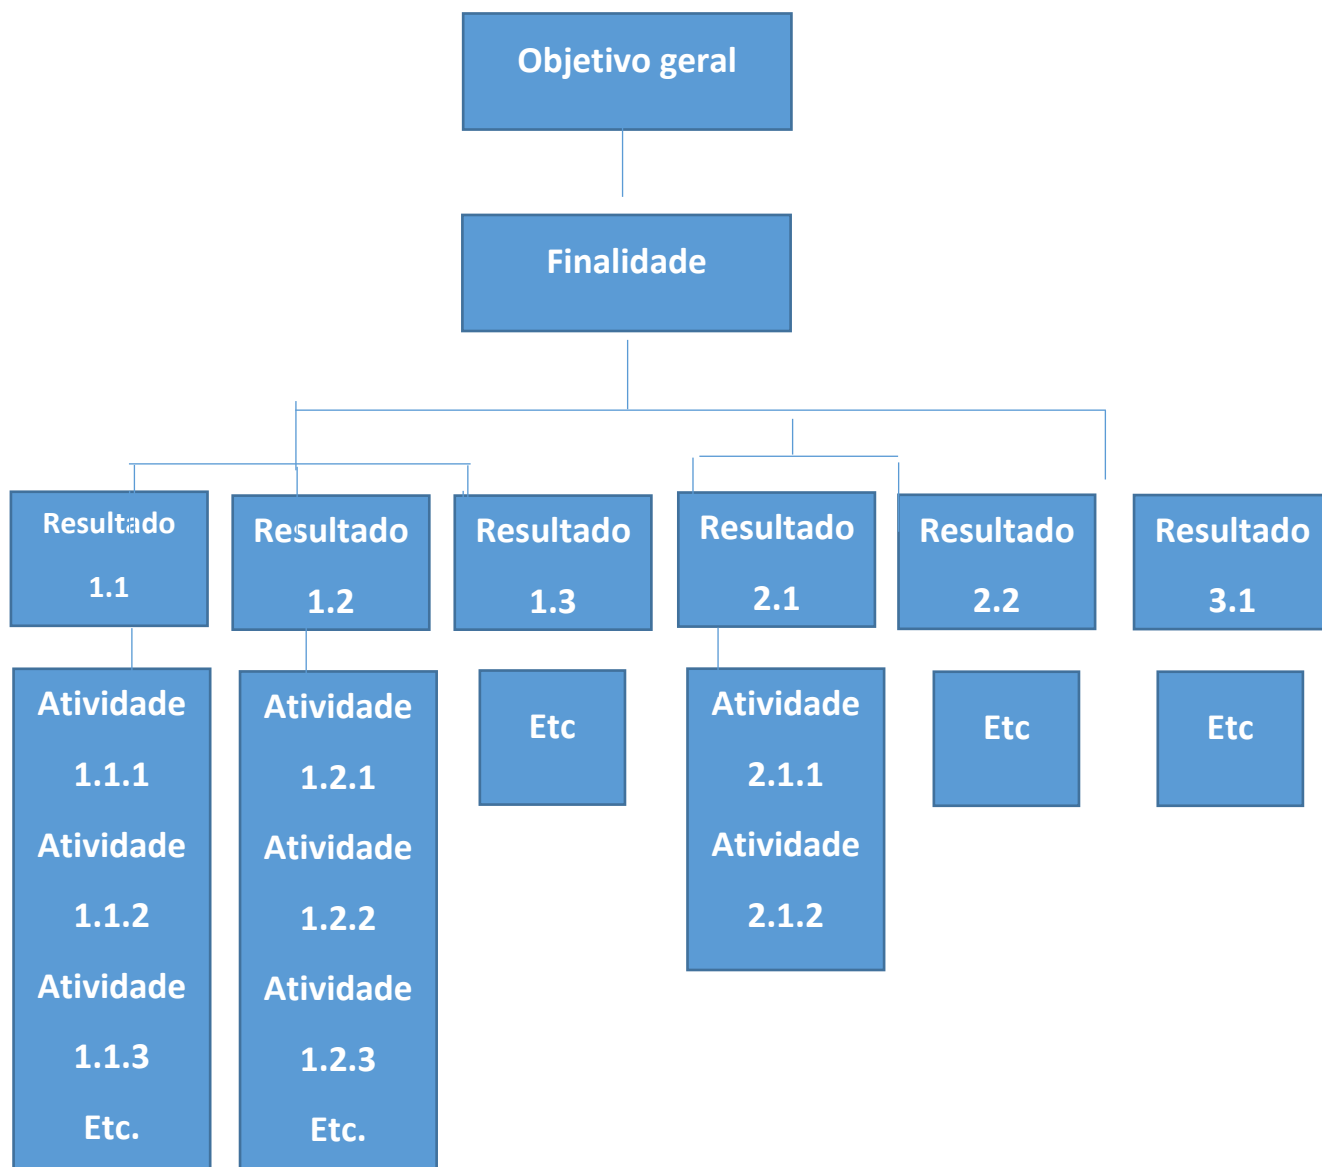 Objetivo geral
Finalidade
Resultado
1.1
Resultado
1.2
Resultado
1.3
Resultado
2.1
Resultado
2.2
Resultado
3.1
Atividade
1.1.1
Atividade
1.1.2
Atividade
1.1.3
Etc.
Atividade
1.2.1
Atividade
1.2.2
Atividade
1.2.3
Etc.
Etc
Atividade
2.1.1
Atividade
2.1.2
Etc
Etc